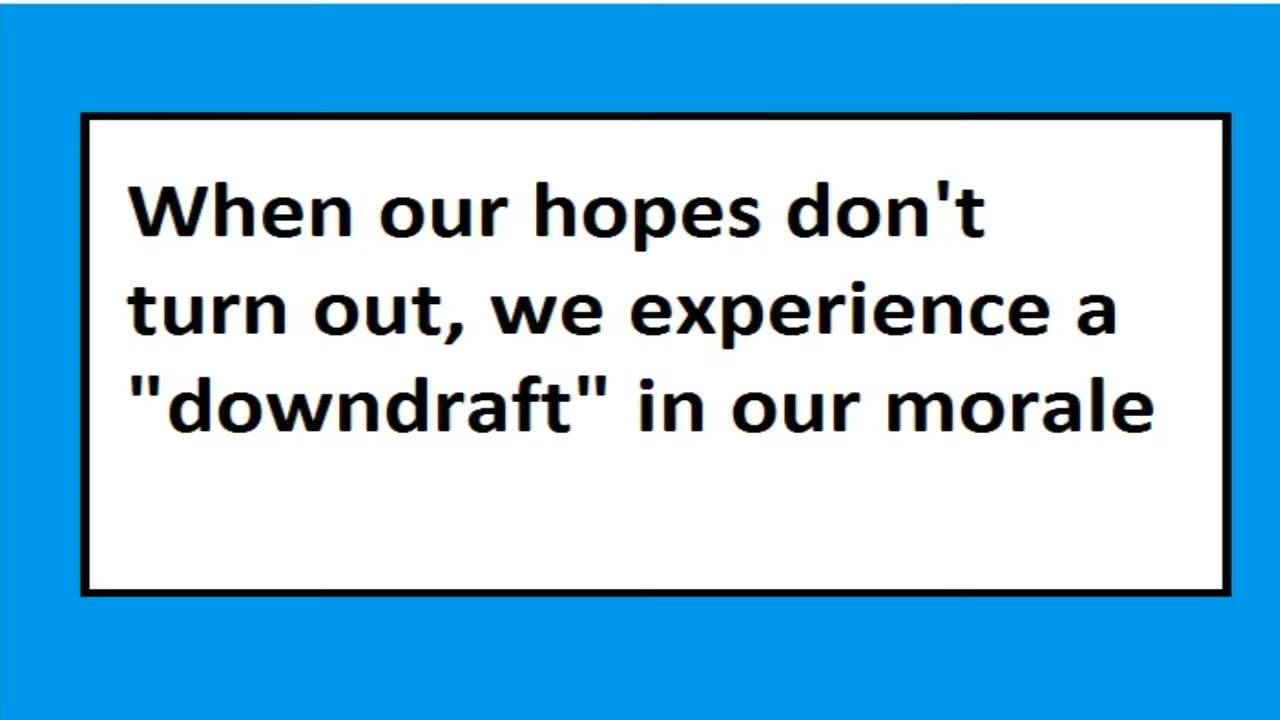 When our hopes don't
turn out, we experience a
"downdraft" in our morale